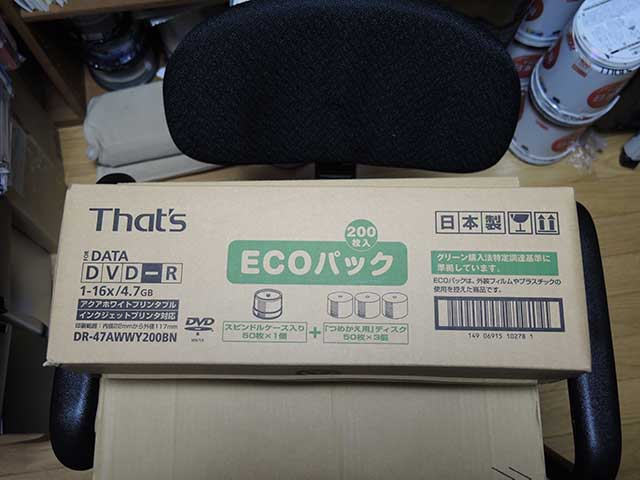 That's
FOR DATA
DVD-R
1-16x/4.7GB
アクアホワイトプリンタブル
インクジェットプリンタ対応
印刷範囲:内径22mmから外径117mm
DR-47AWWY200BN
DVD
R
200
枚入
ECOパック
スピンドルケース入り
50枚×1個
+
「つめかえ用」ディスク
50枚×3個
日本製
グリーン購入法特定調達基準に
準拠しています。
ECOパックは、外装フィルムやプラスチックの
使用を控えた商品です。
1490691510278 1
That's